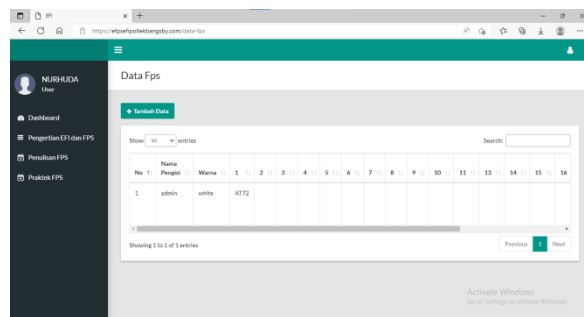 EFI
https://efpsefipoltekbangsby.com/data-fps
NURHUDA
User
Dashboard
Pengertian EFI dan FPS
Penulisan FPS
Praktek FPS
Data Fps
+ Tambah Data
Show 10 entries
Search:
No Nama Pengisi Warna 1 2 3 4 5 6 7 8 9 10 11 13 14 15 16
1 admin white AT72
Showing 1 to 1 of 1 entries
Previous 1 Next
Activate Windows
Go to Settings to activate Windows.